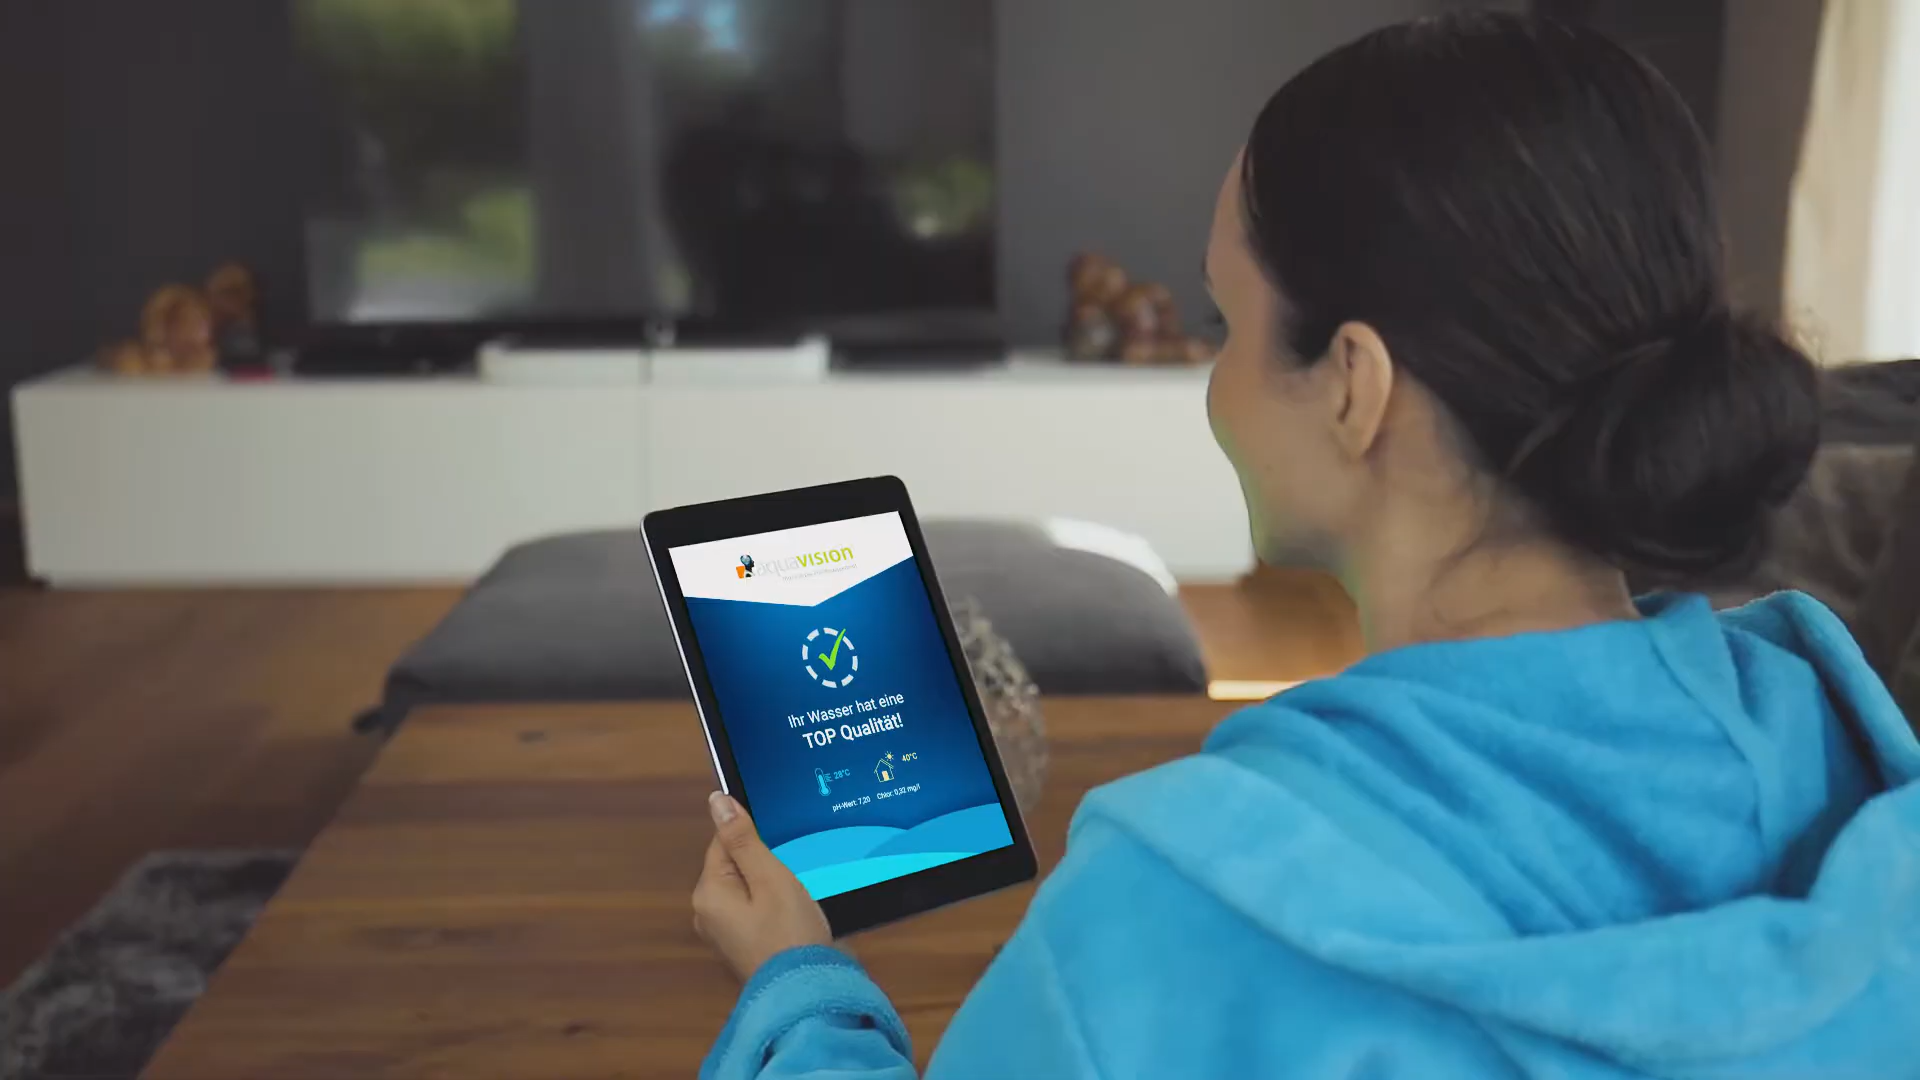 aquavision
Ihr Wasser hat eine
TOP Qualität!
28°C
40°C
pH-Wert: 7,20 Chlor: 0,32 mg/l